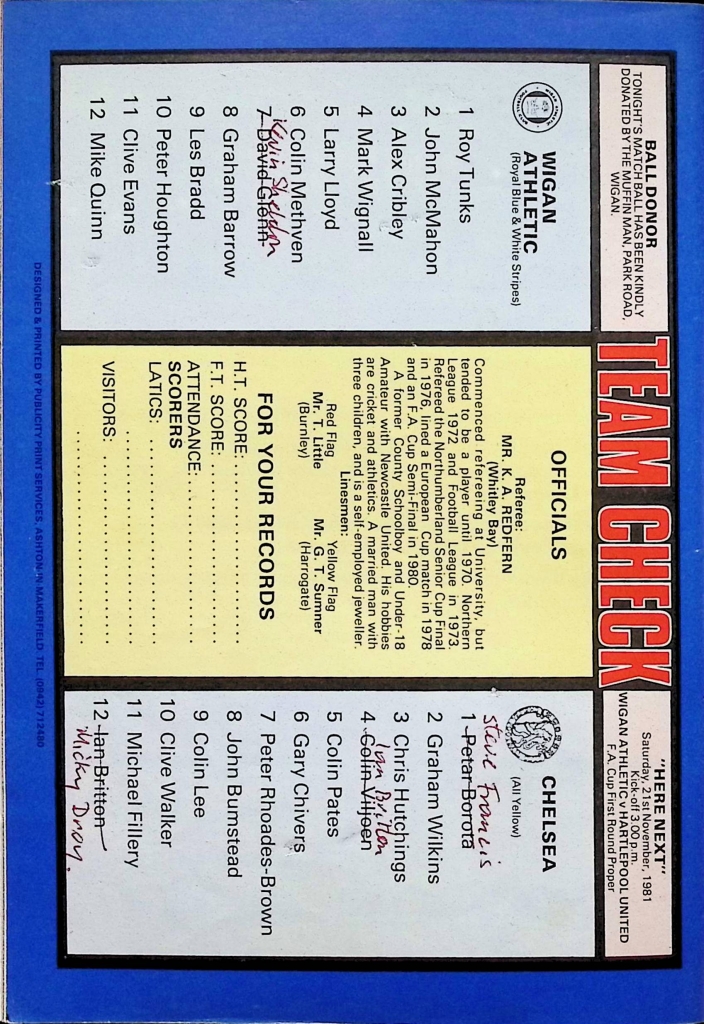 BALL DONOR
TONIGHT'S MATCH BALL HAS BEEN KINDLY
DONATED BY THE MUFFIN MAN, PARK ROAD,
WIGAN.
TEAM CHECK
"HERE NEXT"
Saturday, 21st November, 1981
Kick-off 3.00 p.m.
WIGAN ATHLETIC v HARTLEPOOL UNITED
F.A. Cup First Round Proper
WIGAN
ATHLETIC
(Royal Blue & White Stripes)
1 Roy Tunks
2 John McMahon
3 Alex Cribley
4 Mark Wignall
5 Larry Lloyd
6 Colin Methven
Kevin Sheldon
7 David Glenn
8 Graham Barrow
9 Les Bradd
10 Peter Houghton
11 Clive Evans
12 Mike Quinn
OFFICIALS
Referee:
MR. K. A. REDFERN
(Whitley Bay)
Commenced refereeing at University, but
tended to be a player until 1970. Northern
League 1972 and Football League in 1973.
Refereed the Northumberland Senior Cup Final
in 1976, lined a European Cup match in 1978
and an F.A. Cup Semi-Final in 1980.
A former County Schoolboy and Under-18
Amateur with Newcastle United. His hobbies
are cricket and athletics. A married man with
three children, and is a self-employed jeweller.
Linesmen:
Red Flag Yellow Flag
Mr. T. Little Mr. G. T. Sumner
(Burnley) (Harrogate)
FOR YOUR RECORDS
H.T. SCORE:
F.T. SCORE:
ATTENDANCE:
SCORERS
LATICS:
VISITORS:
CHELSEA
(All Yellow)
Steve Francis
1 Petar Borota
2 Graham Wilkins
3 Chris Hutchings
Ian Britton
4 Colin Viljoen
5 Colin Pates
6 Gary Chivers
7 Peter Rhoades-Brown
8 John Bumstead
9 Colin Lee
10 Clive Walker
11 Michael Fillery
12 Ian Britton
Micky Droy.
DESIGNED & PRINTED BY PUBLICITY PRINT SERVICES, ASHTON-IN-MAKERFIELD. TEL. (0942) 712480